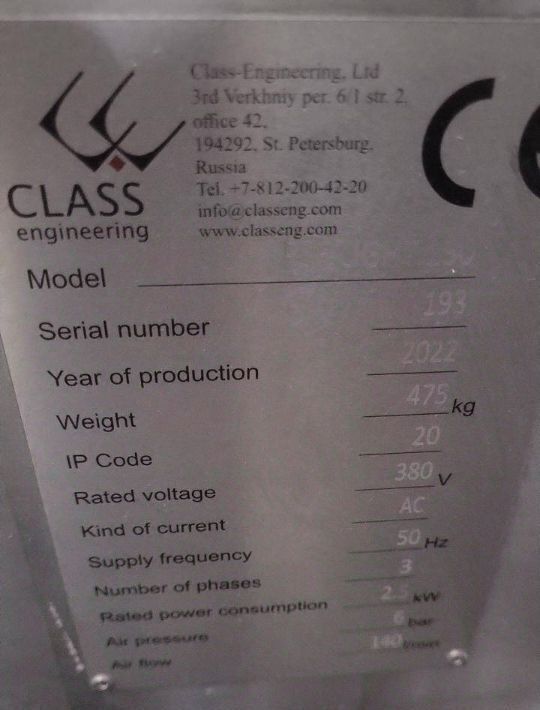 Class-Engineering, Ltd
3rd Verkhniy per. 6/1 str. 2,
office 42,
194292, St. Petersburg,
Russia
Tel. +7-812-200-42-20
info@classeng.com
www.classeng.com
CLASS
engineering
CE
Model
Serial number 193
Year of production 2022
Weight 475 kg
IP Code 20
Rated voltage 380 V
Kind of current AC
Supply frequency 50 Hz
Number of phases 3
Rated power consumption kW
Air pressure 6 bar
Air flow 140